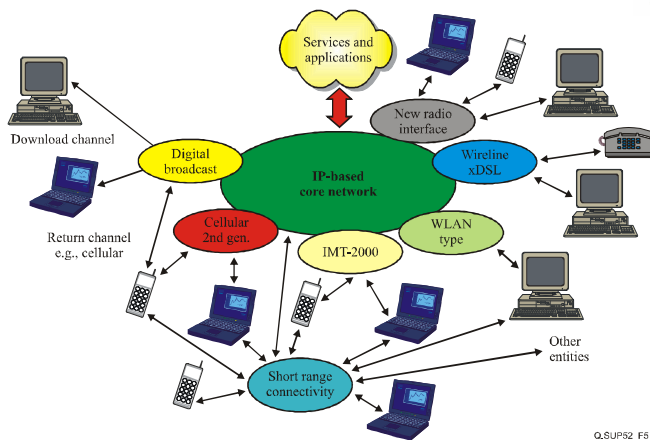 Services and
applications
New radio
interface
Download channel
Digital
broadcast
Wireline
xDSL
IP-based
core network
Return channel
e.g., cellular
Cellular
2nd gen.
IMT-2000
WLAN
type
Other
entities
Short range
connectivity
Q.SUP52_F5